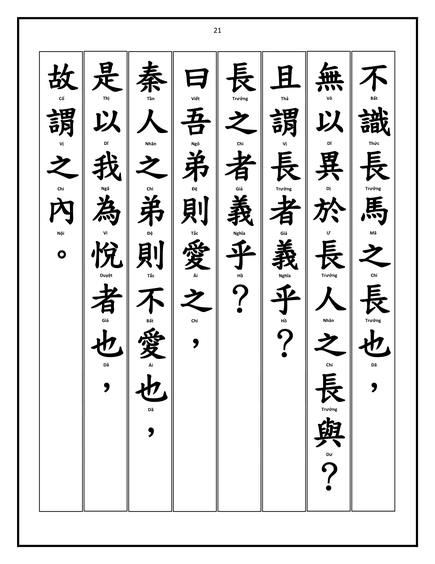 21
不識長馬之長也，
Bất Thức Trưởng Mã Chi Trưởng Dã
無以異於長人之長與？
Vô Dĩ Dị Ư Trưởng Nhân Chi Trưởng Dư
且謂長者義乎？
Thả Vị Trưởng Giả Nghĩa Hồ
長之者義乎？
Trưởng Chi Giả Nghĩa Hồ
曰吾弟則愛之，
Viết Ngô Đệ Tắc Ái Chi
秦人之弟則不愛也，
Tần Nhân Chi Đệ Tắc Bất Ái Dã
是以我為悅者也，
Thị Dĩ Ngã Vi Duyệt Giả Dã
故謂之內。
Cố Vị Chi Nội